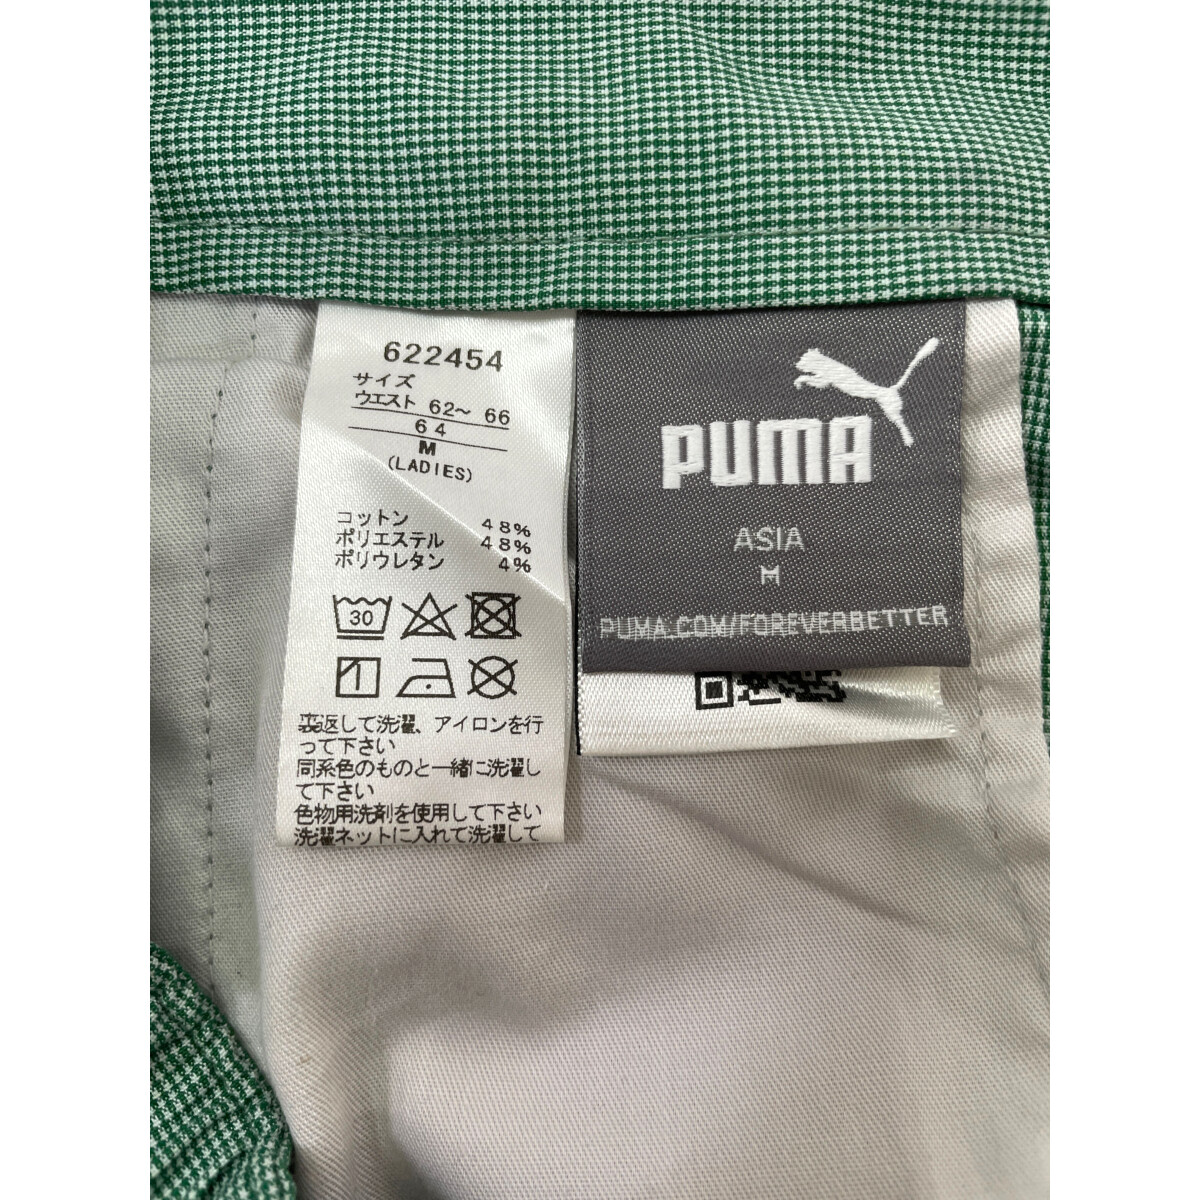 622454
サイズ
ウエスト 62～ 66
64
M
(LADIES)
コットン 48%
ポリエステル 48%
ポリウレタン 4%
30
裏返して洗濯、アイロンを行
って下さい
同系色のものと一緒に洗濯し
て下さい
色物用洗剤を使用して下さい
洗濯ネットに入れて洗濯して
PUMA
ASIA
M
PUMA.COM/FOREVERBETTER